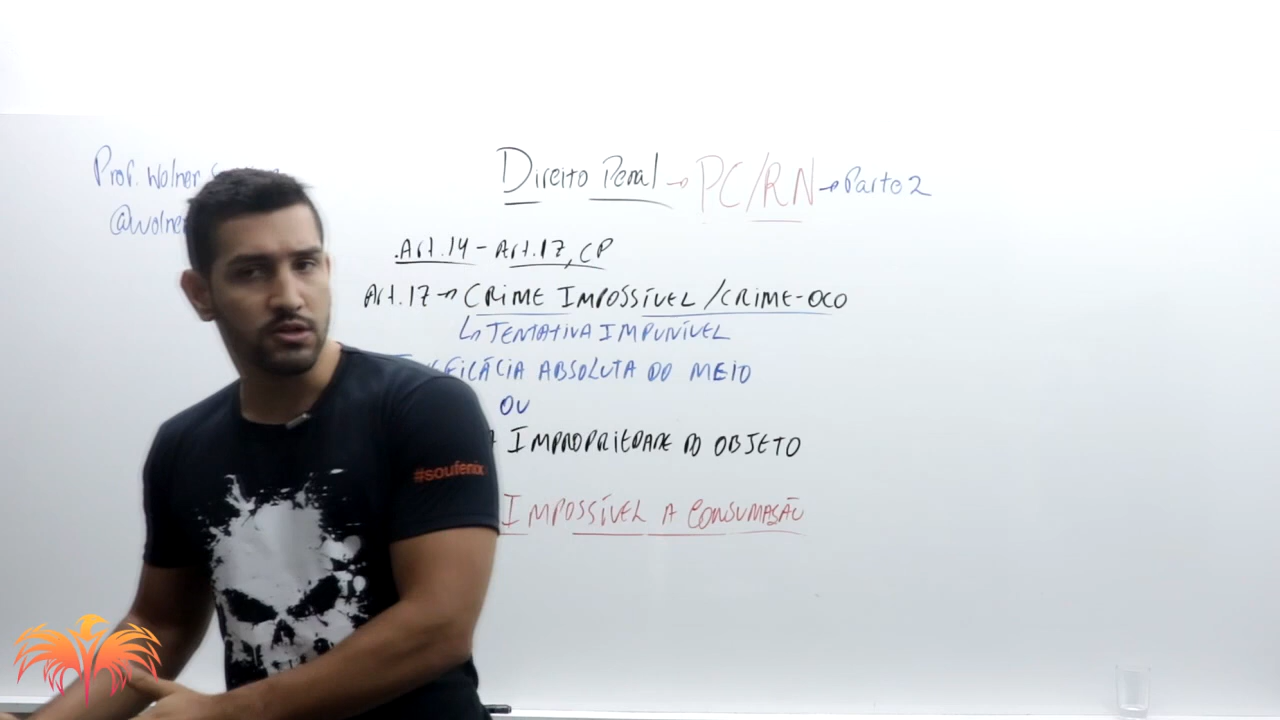 Prof. Wolner
@wolner
Direito Penal → PC/RN → Parte 2
.Art.14 - Art.17, CP
Art.17 → CRIME IMPOSSÍVEL / CRIME-OCO
↳ TENTATIVA IMPUNÍVEL
ABSOLUTA DO MEIO
OU
IMPROPRIEDADE DO OBJETO
IMPOSSÍVEL A CONSUMAÇÃO
#soufenix